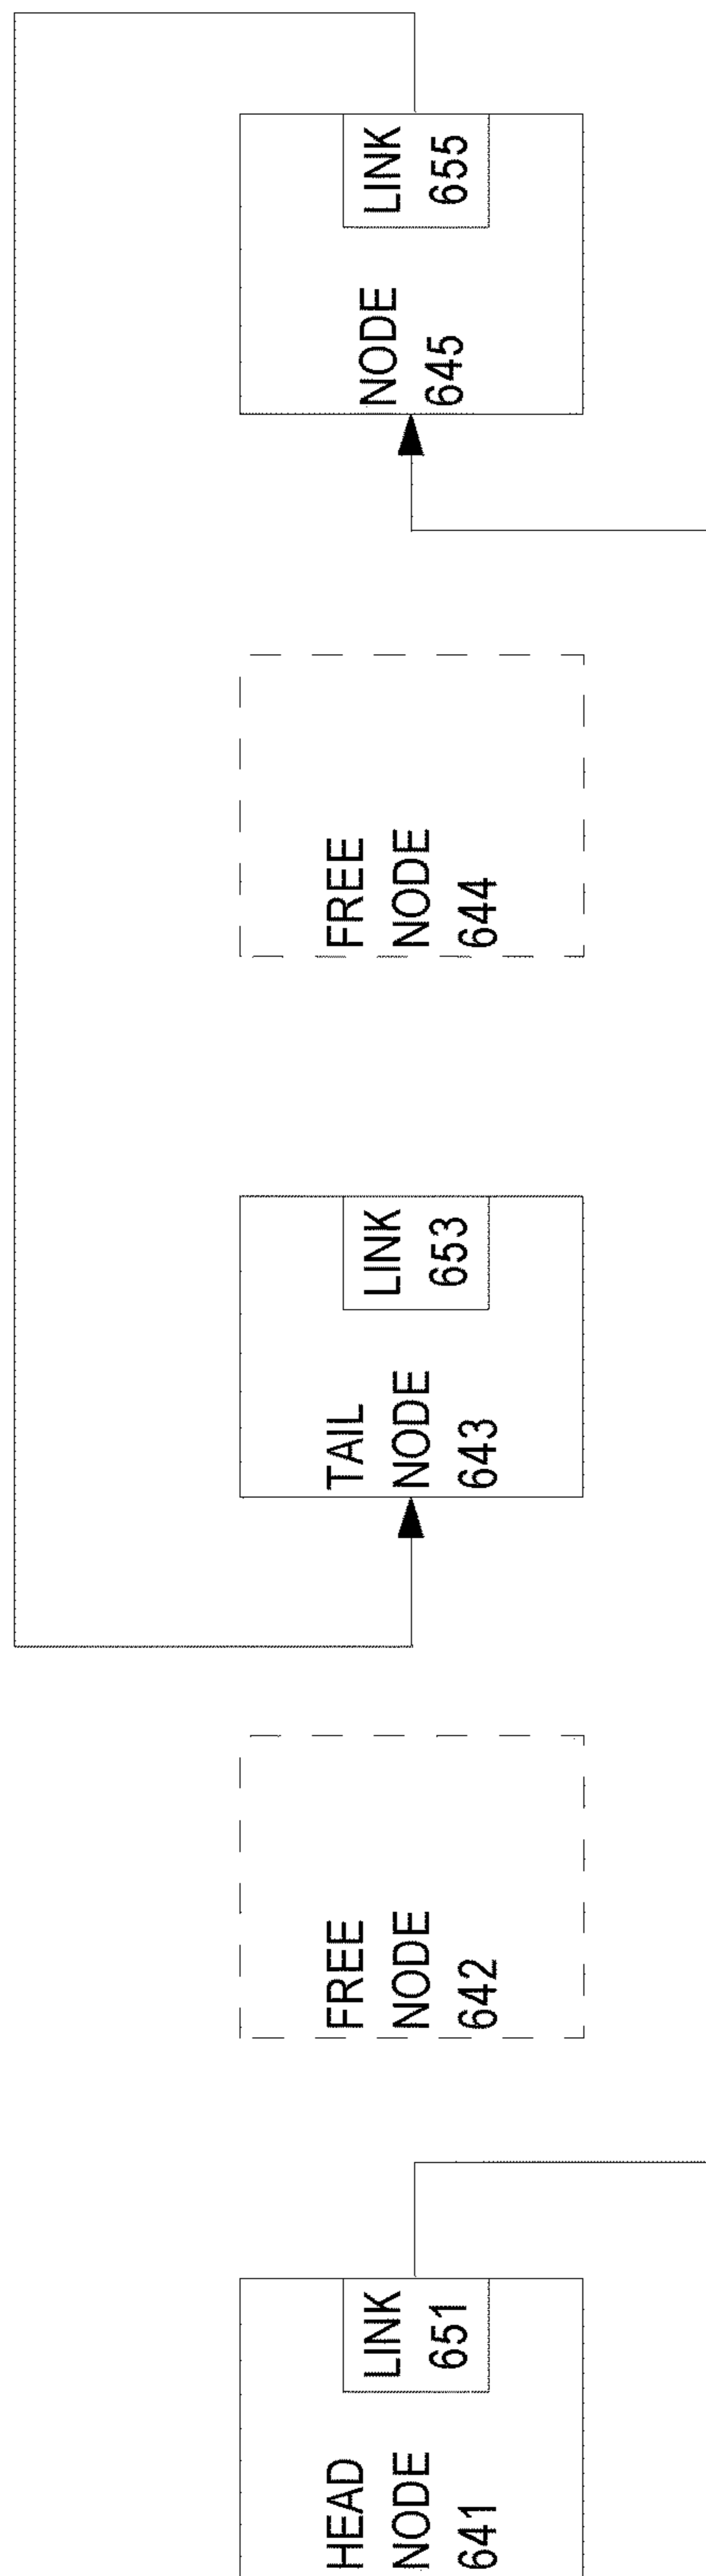 HEAD
NODE
641
LINK
651
FREE
NODE
642
TAIL
NODE
643
LINK
653
FREE
NODE
644
NODE
645
LINK
655